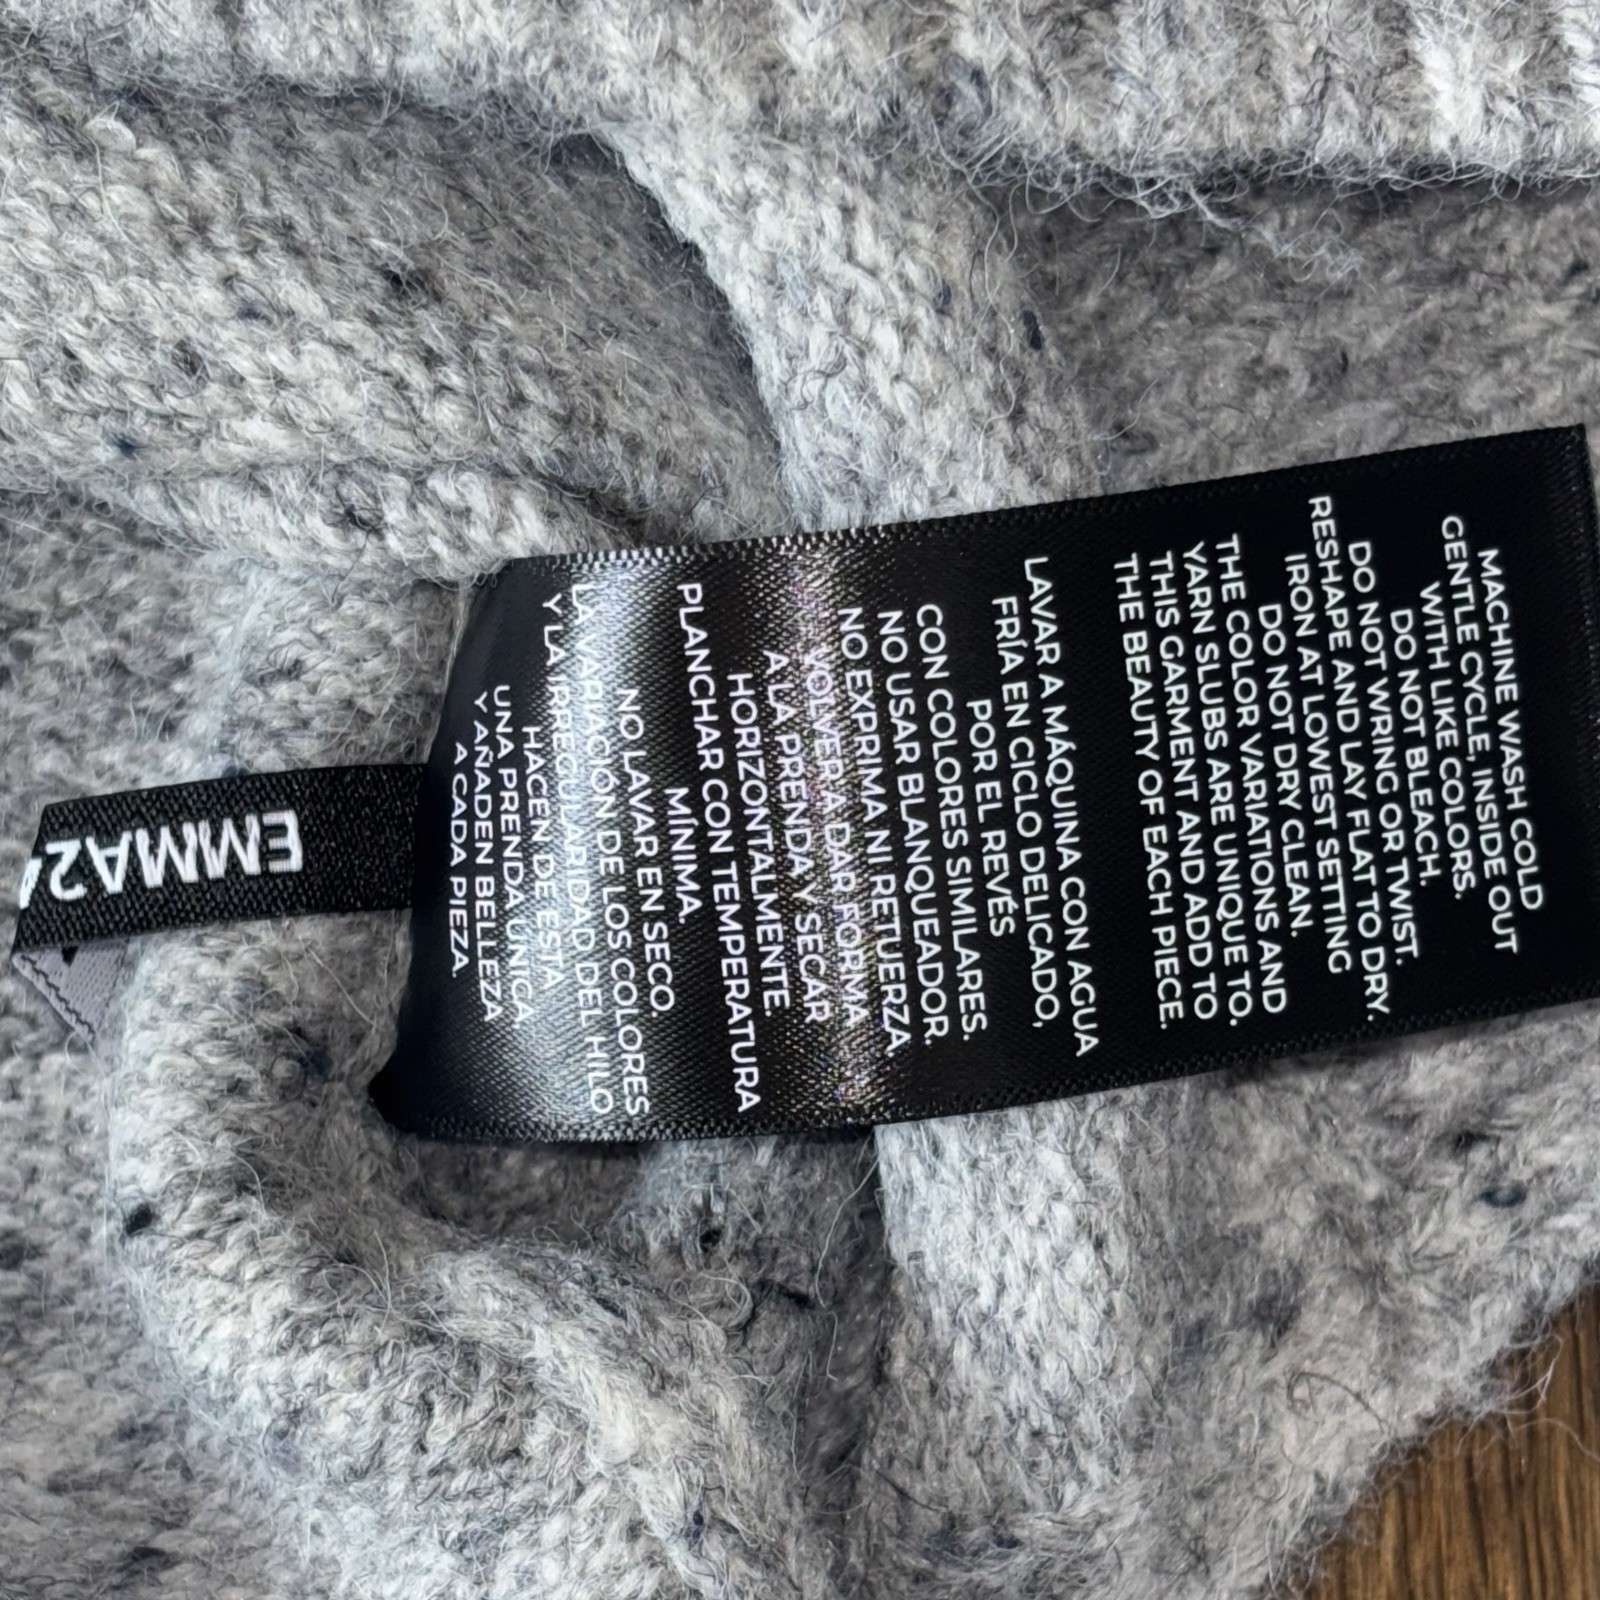 MACHINE WASH COLD
GENTLE CYCLE, INSIDE OUT
WITH LIKE COLORS.
DO NOT BLEACH.
DO NOT WRING OR TWIST.
RESHAPE AND LAY FLAT TO DRY.
IRON AT LOWEST SETTING
DO NOT DRY CLEAN.
THE COLOR VARIATIONS AND
YARN SLUBS ARE UNIQUE TO.
THIS GARMENT AND ADD TO
THE BEAUTY OF EACH PIECE.
LAVAR A MÁQUINA CON AGUA
FRÍA EN CICLO DELICADO,
POR EL REVÉS
CON COLORES SIMILARES.
NO USAR BLANQUEADOR.
NO EXPRIMA NI RETUERZA.
VOLVER A DAR FORMA
A LA PRENDA Y SECAR
HORIZONTALMENTE.
PLANCHAR CON TEMPERATURA
MÍNIMA.
NO LAVAR EN SECO.
LA VARIACIÓN DE LOS COLORES
Y LA IRREGULARIDAD DEL HILO
HACEN DE ESTA
UNA PRENDA ÚNICA.
Y AÑADEN BELLEZA
A CADA PIEZA.
EMMA2